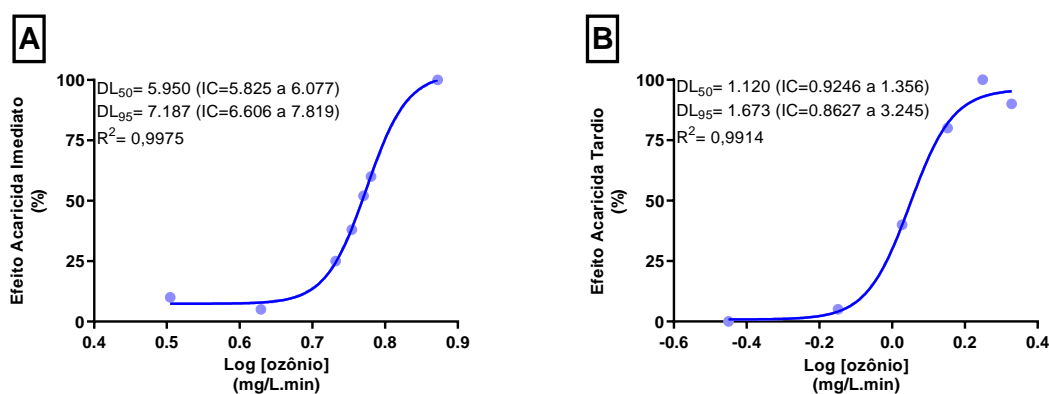 A
DL50= 5.950 (IC=5.825 a 6.077)
DL95= 7.187 (IC=6.606 a 7.819)
R2= 0,9975
Efeito Acaricida Imediato
(%)
100
75
50
25
0
0.4 0.5 0.6 0.7 0.8 0.9
Log [ozônio]
(mg/L.min)
B
DL50= 1.120 (IC=0.9246 a 1.356)
DL95= 1.673 (IC=0.8627 a 3.245)
R2= 0,9914
Efeito Acaricida Tardio
(%)
100
75
50
25
0
-0.6 -0.4 -0.2 0.0 0.2 0.4
Log [ozônio]
(mg/L.min)